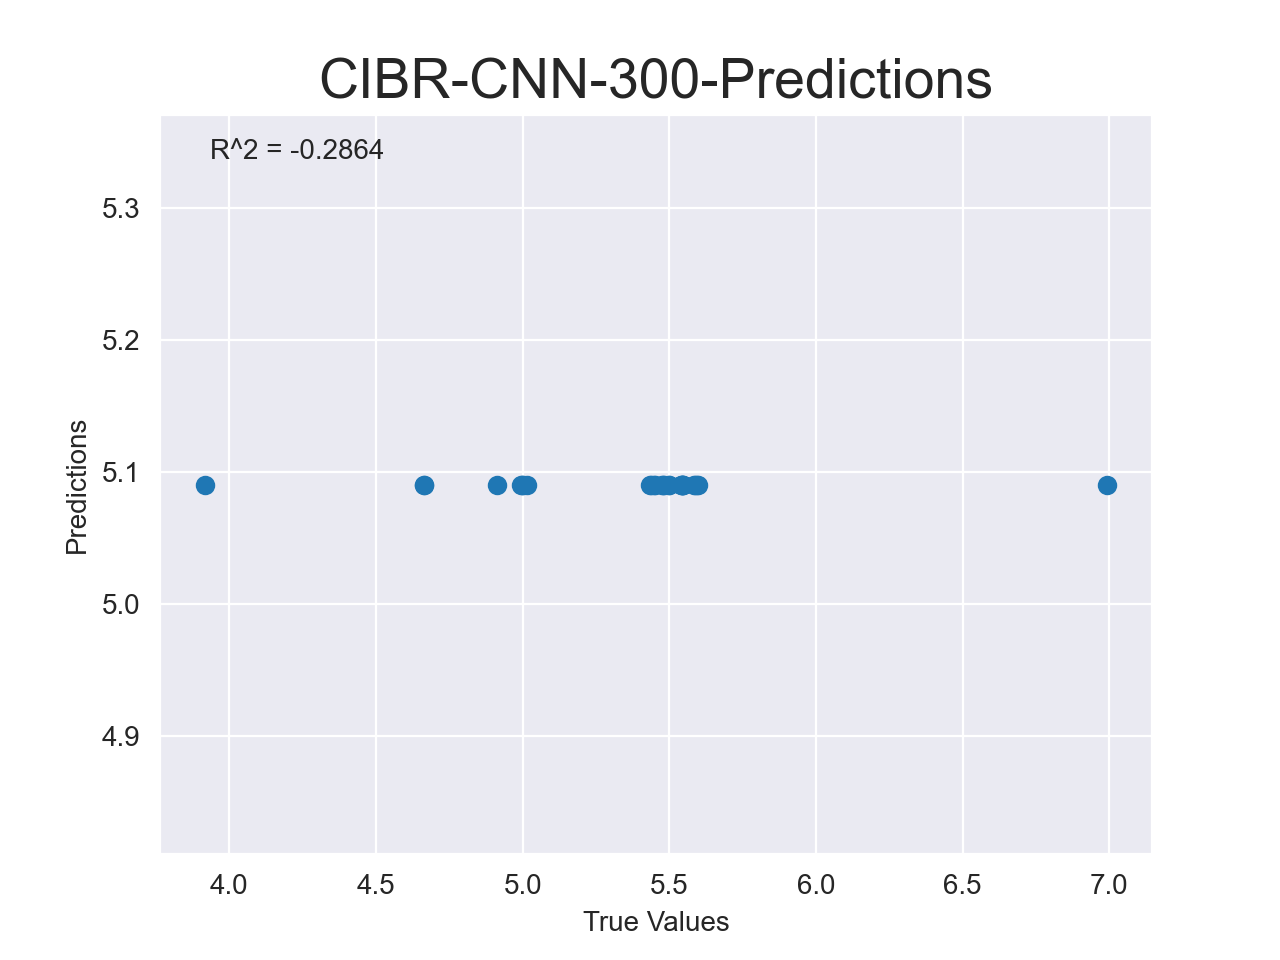 CIBR-CNN-300-Predictions
R^2 = -0.2864
5.3
5.2
5.1
5.0
4.9
Predictions
4.0 4.5 5.0 5.5 6.0 6.5 7.0
True Values